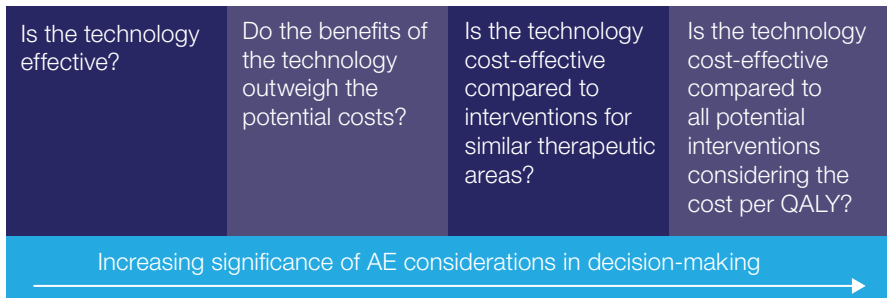 Is the technology
effective?
Do the benefits of
the technology
outweigh the
potential costs?
Is the technology
cost-effective
compared to
interventions for
similar therapeutic
areas?
Is the technology
cost-effective
compared to
all potential
interventions
considering the
cost per QALY?
Increasing significance of AE considerations in decision-making